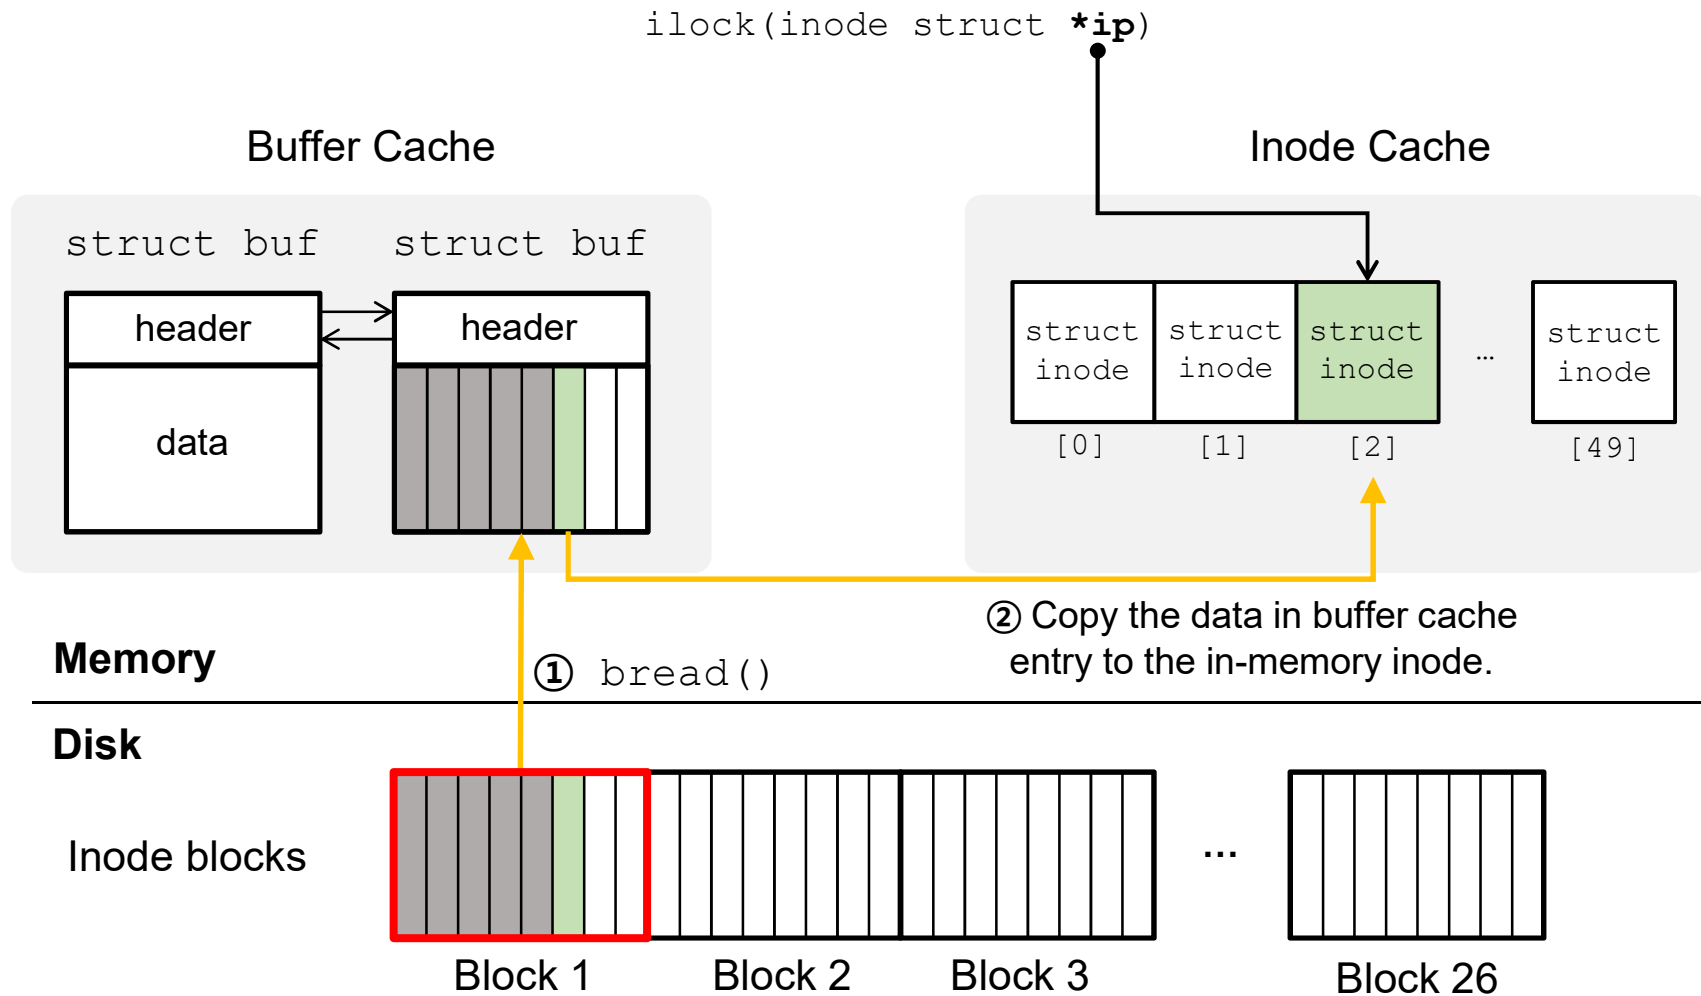 ilock(inode struct *ip)
Buffer Cache
Inode Cache
struct buf
struct buf
header
header
data
struct inode
struct inode
struct inode
…
struct inode
[0]
[1]
[2]
[49]
② Copy the data in buffer cache
entry to the in-memory inode.
Memory
① bread()
Disk
Inode blocks
...
Block 1
Block 2
Block 3
Block 26